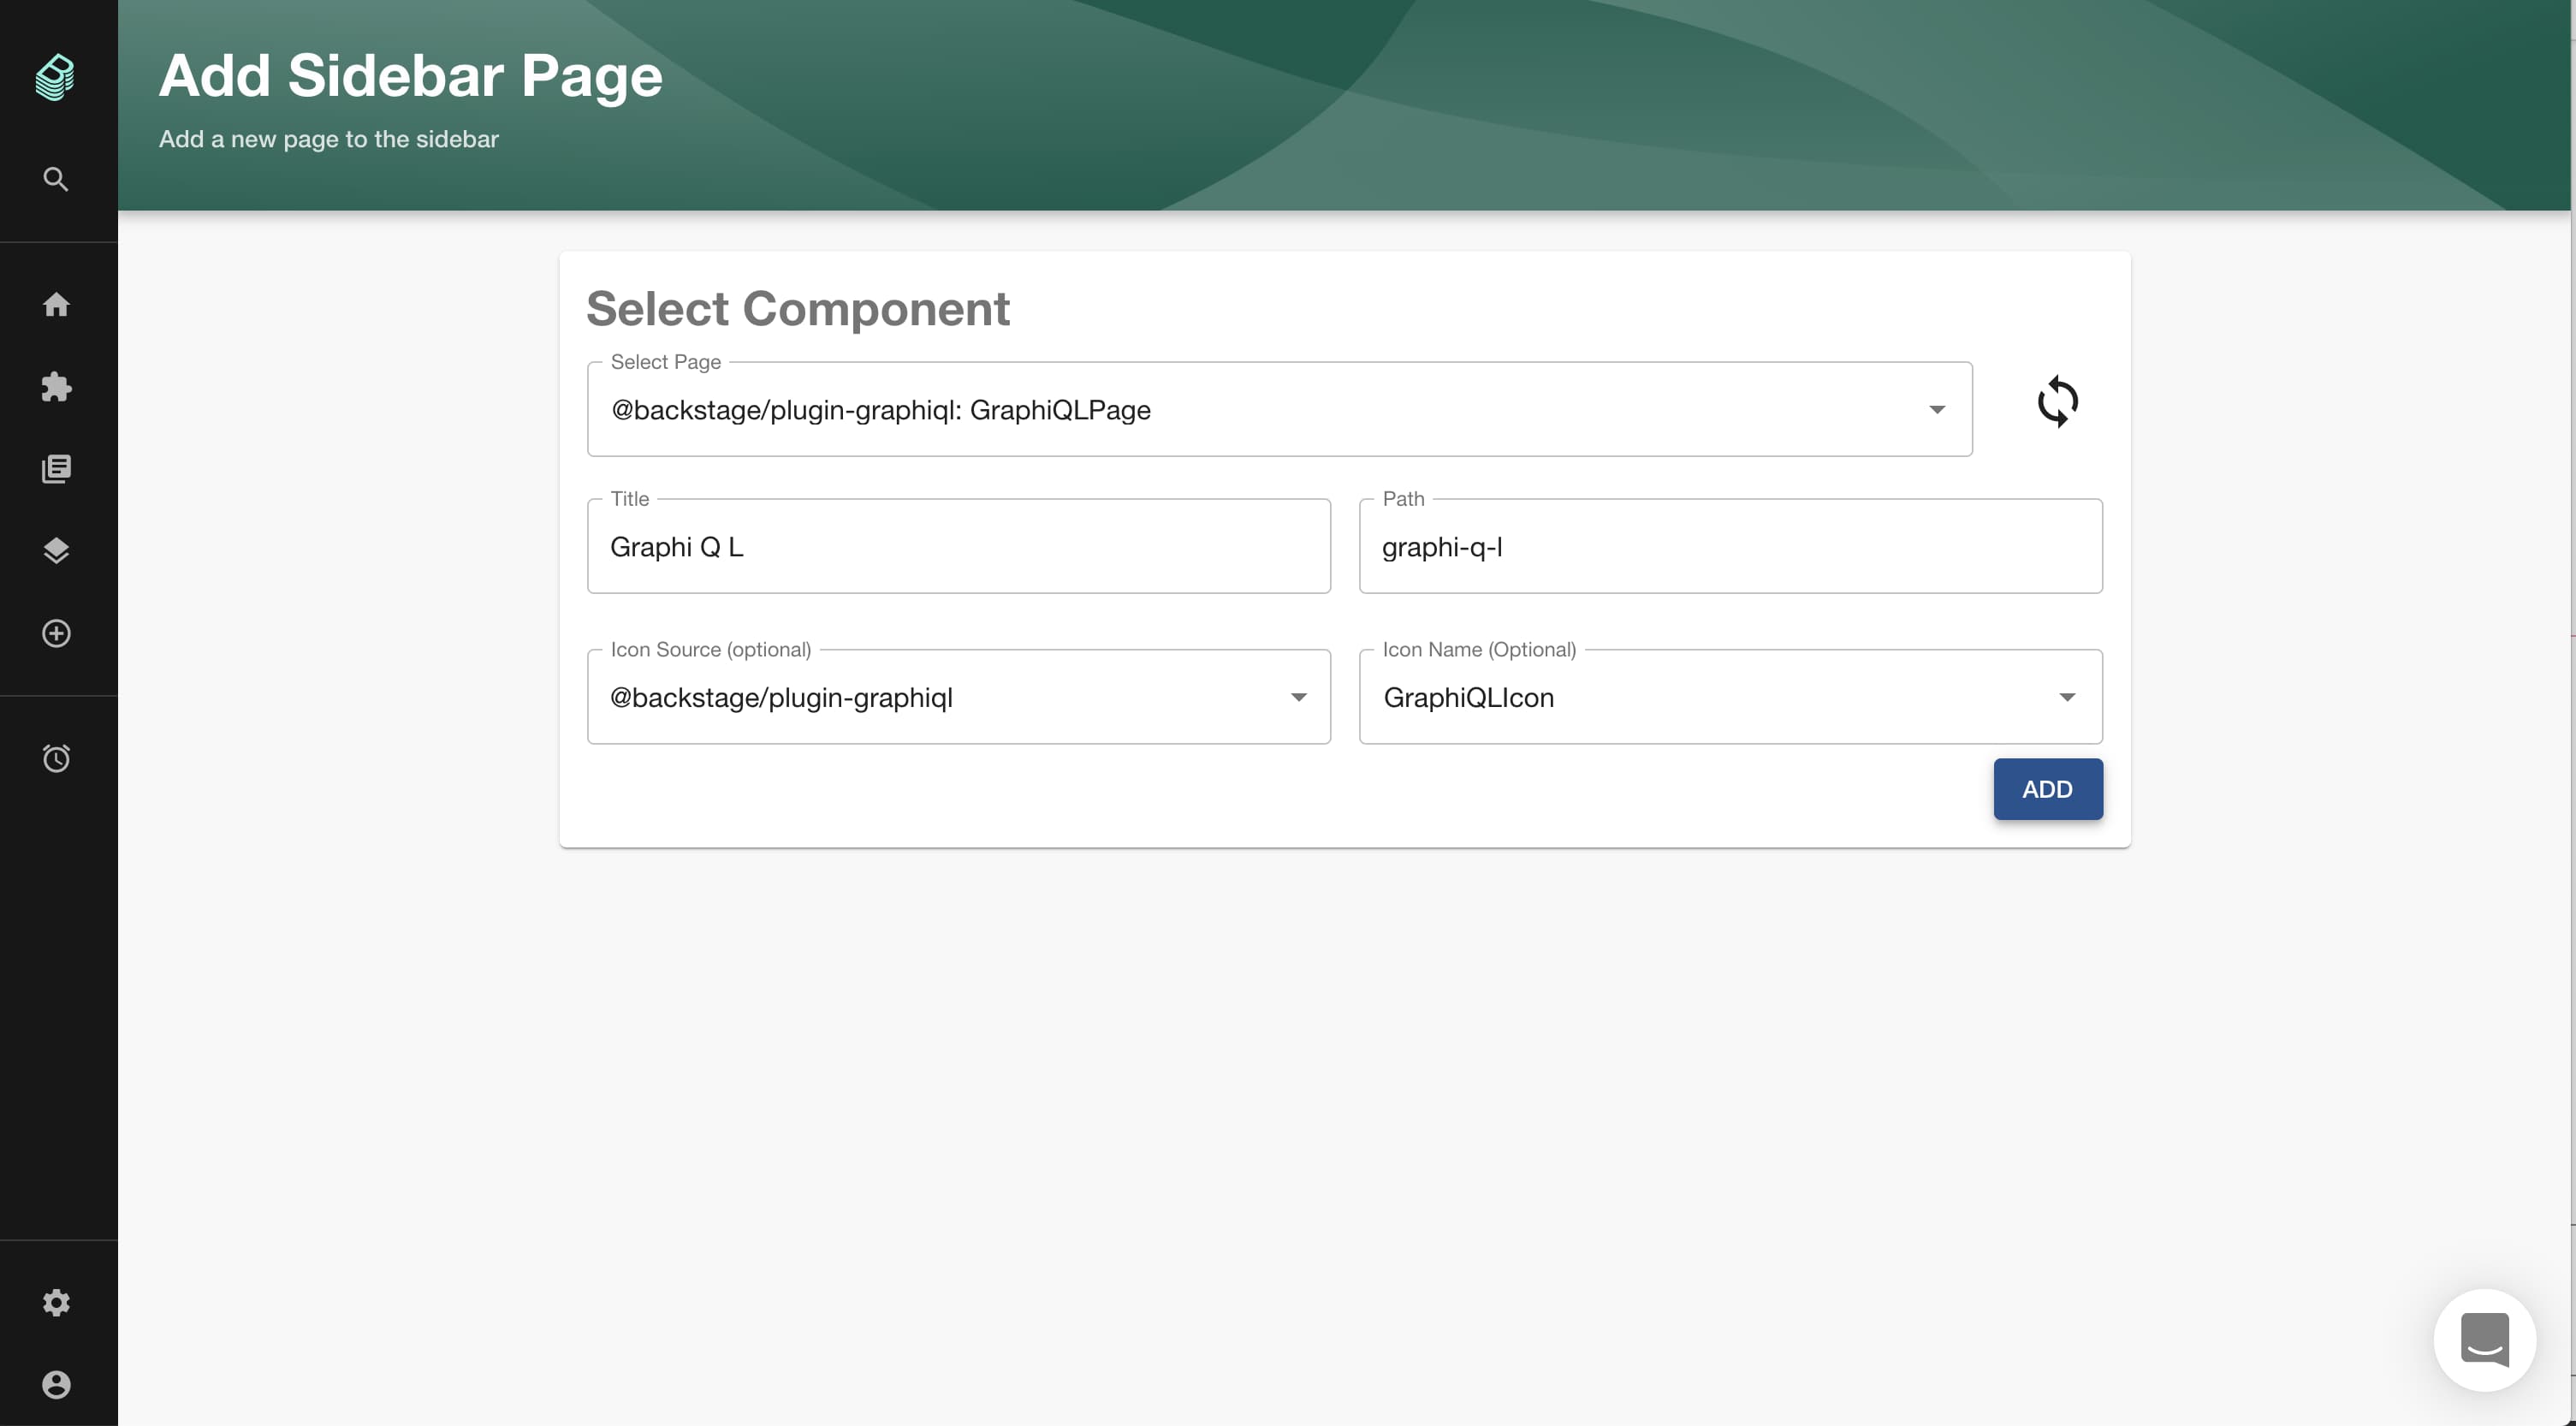 Add Sidebar Page
Add a new page to the sidebar
Select Component
Select Page
@backstage/plugin-graphiql: GraphiQLPage
Title
Graphi Q L
Path
graphi-q-l
Icon Source (optional)
@backstage/plugin-graphiql
Icon Name (Optional)
GraphiQLIcon
ADD